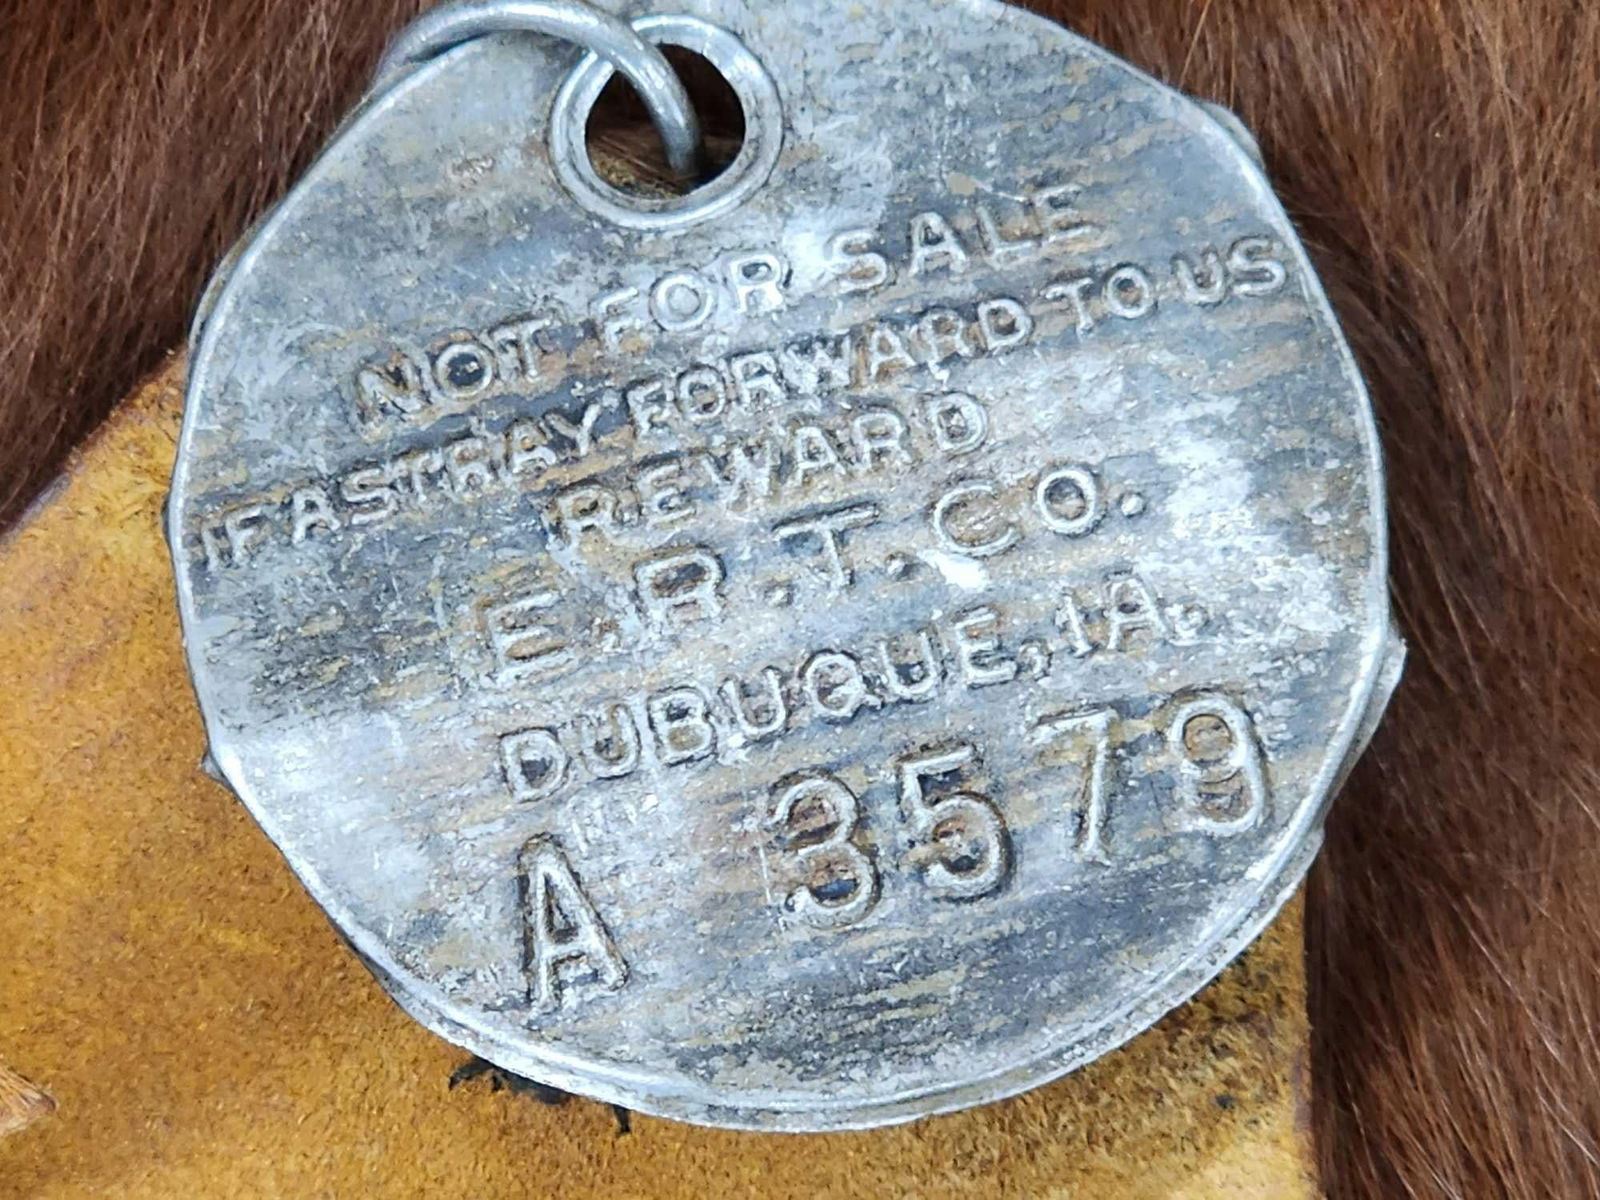 NOT FOR SALE
IF ASTRAY FORWARD TO US
REWARD
E.R.T.CO.
DUBUQUE, IA.
A 3579